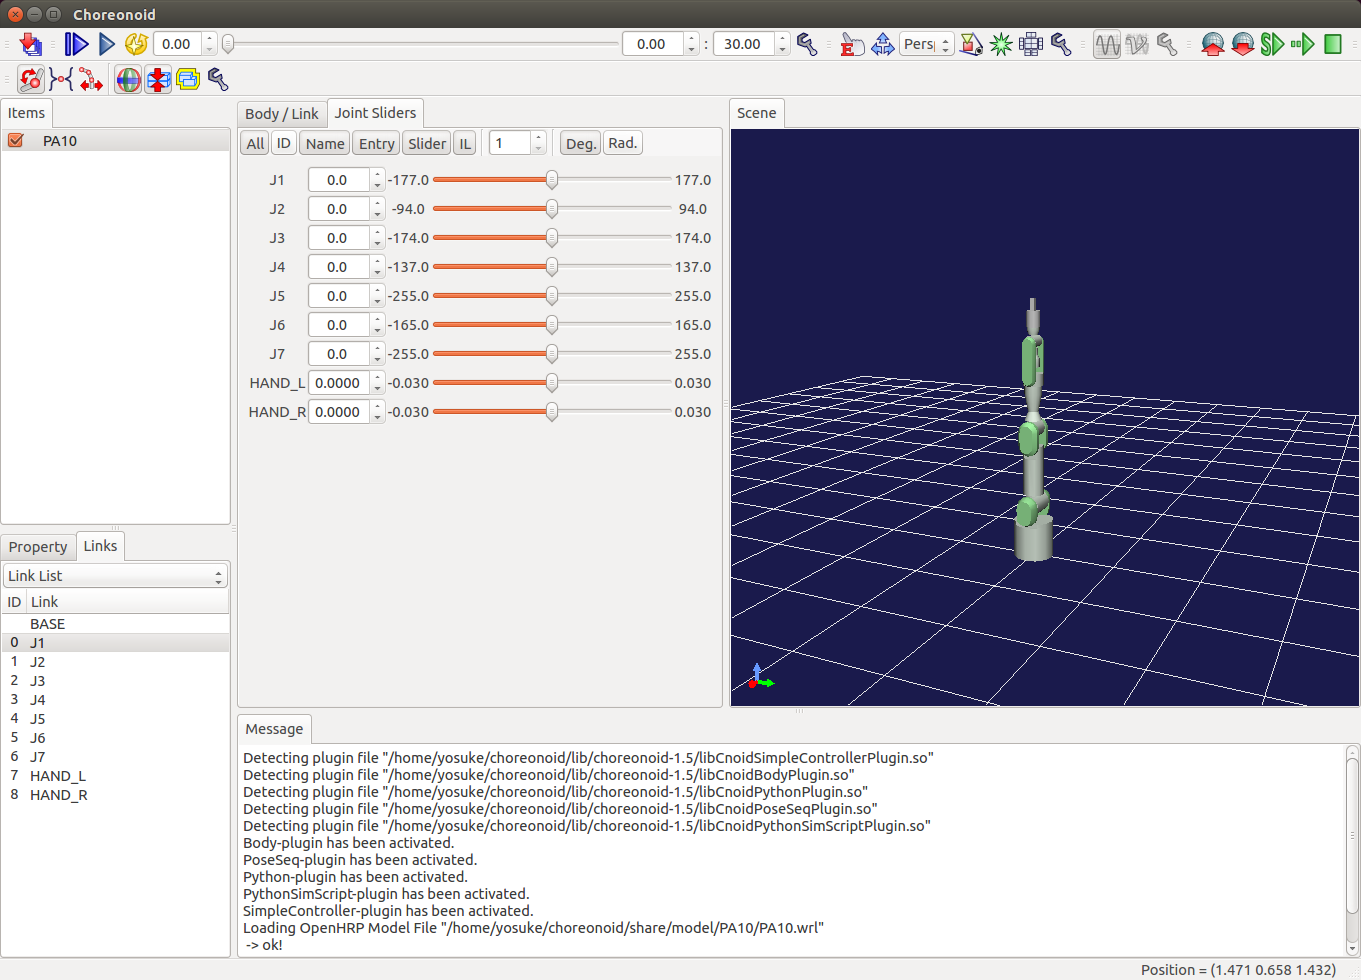 Choreonoid
0.00
0.00 : 30.00
E
Pers
Items
PA10
Body / Link
Joint Sliders
All ID Name Entry Slider IL 1 Deg. Rad.
J1 0.0 -177.0 177.0
J2 0.0 -94.0 94.0
J3 0.0 -174.0 174.0
J4 0.0 -137.0 137.0
J5 0.0 -255.0 255.0
J6 0.0 -165.0 165.0
J7 0.0 -255.0 255.0
HAND_L 0.0000 -0.030 0.030
HAND_R 0.0000 -0.030 0.030
Scene
Property
Links
Link List
ID Link
BASE
0 J1
1 J2
2 J3
3 J4
4 J5
5 J6
6 J7
7 HAND_L
8 HAND_R
Message
Detecting plugin file "/home/yosuke/choreonoid/lib/choreonoid-1.5/libCnoidSimpleControllerPlugin.so"
Detecting plugin file "/home/yosuke/choreonoid/lib/choreonoid-1.5/libCnoidBodyPlugin.so"
Detecting plugin file "/home/yosuke/choreonoid/lib/choreonoid-1.5/libCnoidPythonPlugin.so"
Detecting plugin file "/home/yosuke/choreonoid/lib/choreonoid-1.5/libCnoidPoseSeqPlugin.so"
Detecting plugin file "/home/yosuke/choreonoid/lib/choreonoid-1.5/libCnoidPythonSimScriptPlugin.so"
Body-plugin has been activated.
PoseSeq-plugin has been activated.
Python-plugin has been activated.
PythonSimScript-plugin has been activated.
SimpleController-plugin has been activated.
Loading OpenHRP Model File "/home/yosuke/choreonoid/share/model/PA10/PA10.wrl"
-> ok!
Position = (1.471 0.658 1.432)